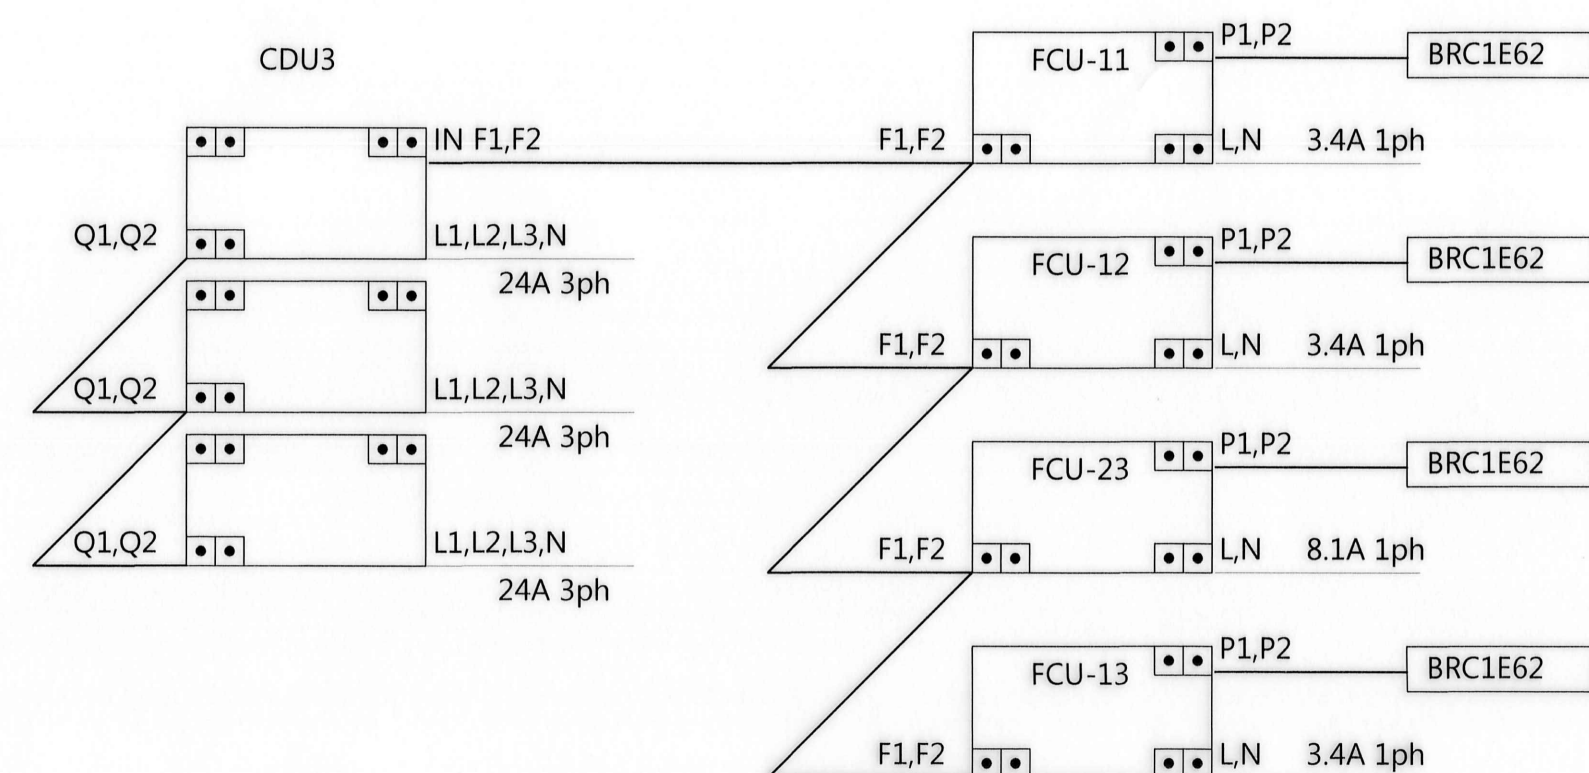 CDU3
IN F1,F2
Q1,Q2
L1,L2,L3,N
24A 3ph
Q1,Q2
L1,L2,L3,N
24A 3ph
Q1,Q2
L1,L2,L3,N
24A 3ph
FCU-11
P1,P2
BRC1E62
F1,F2
L,N 3.4A 1ph
FCU-12
P1,P2
BRC1E62
F1,F2
L,N 3.4A 1ph
FCU-23
P1,P2
BRC1E62
F1,F2
L,N 8.1A 1ph
FCU-13
P1,P2
BRC1E62
F1,F2
L,N 3.4A 1ph